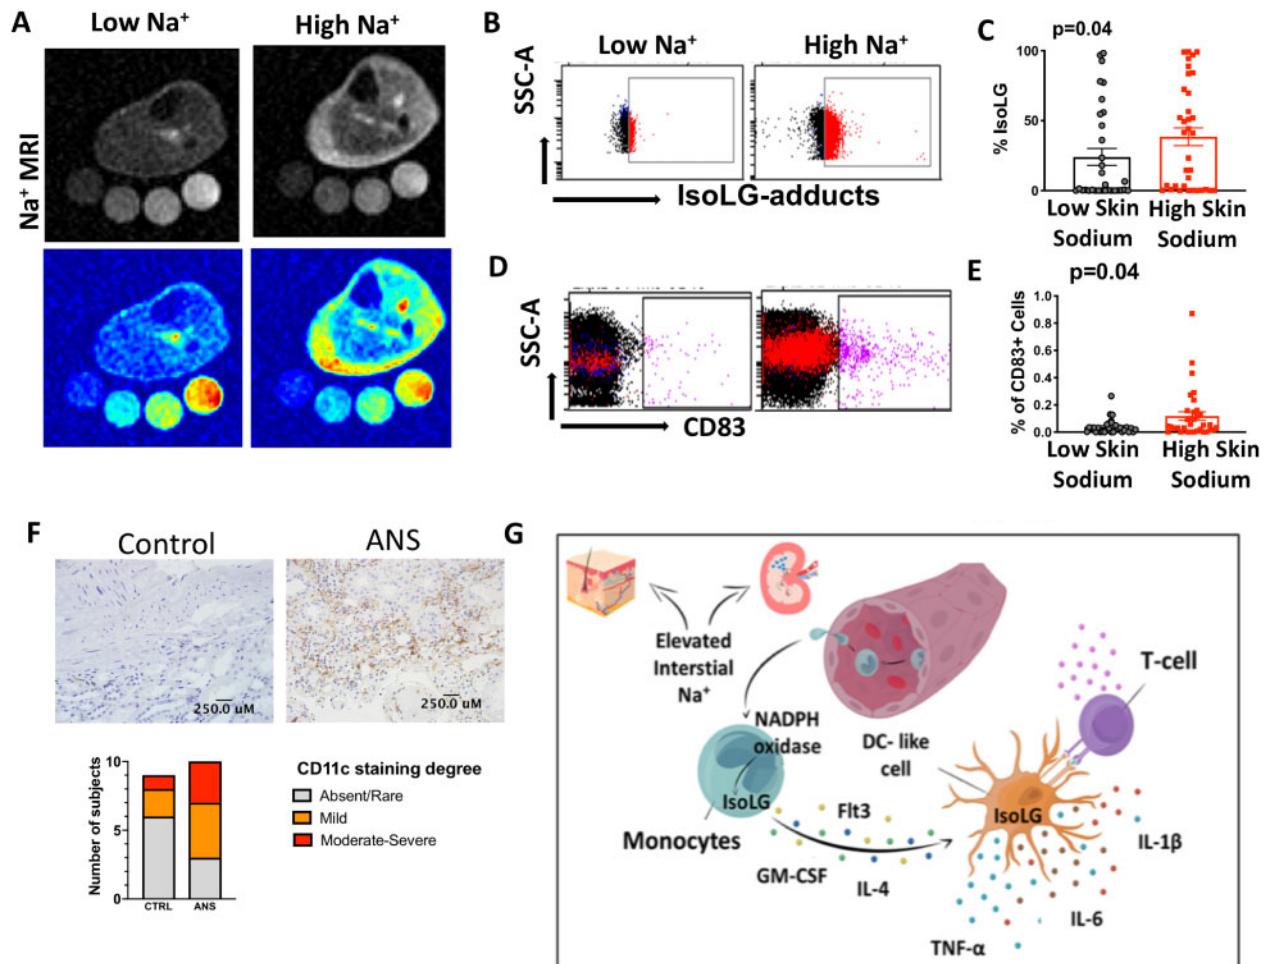 A
Low Na⁺
High Na⁺
Na⁺ MRI
B
Low Na⁺
High Na⁺
SSC-A
IsoLG-adducts
C
p=0.04
% IsoLG
100
50
0
Low Skin
Sodium
High Skin
Sodium
D
SSC-A
CD83
E
p=0.04
% of CD83+ Cells
1.0
0.8
0.6
0.4
0.2
0.0
Low Skin
Sodium
High Skin
Sodium
F
Control
ANS
250.0 uM
250.0 uM
Number of subjects
10
5
0
CTRL
ANS
CD11c staining degree
Absent/Rare
Mild
Moderate-Severe
G
Elevated
Interstial
Na⁺
NADPH
oxidase
IsoLG
Monocytes
DC- like
cell
T-cell
Flt3
GM-CSF
IL-4
IsoLG
IL-1β
IL-6
TNF-α